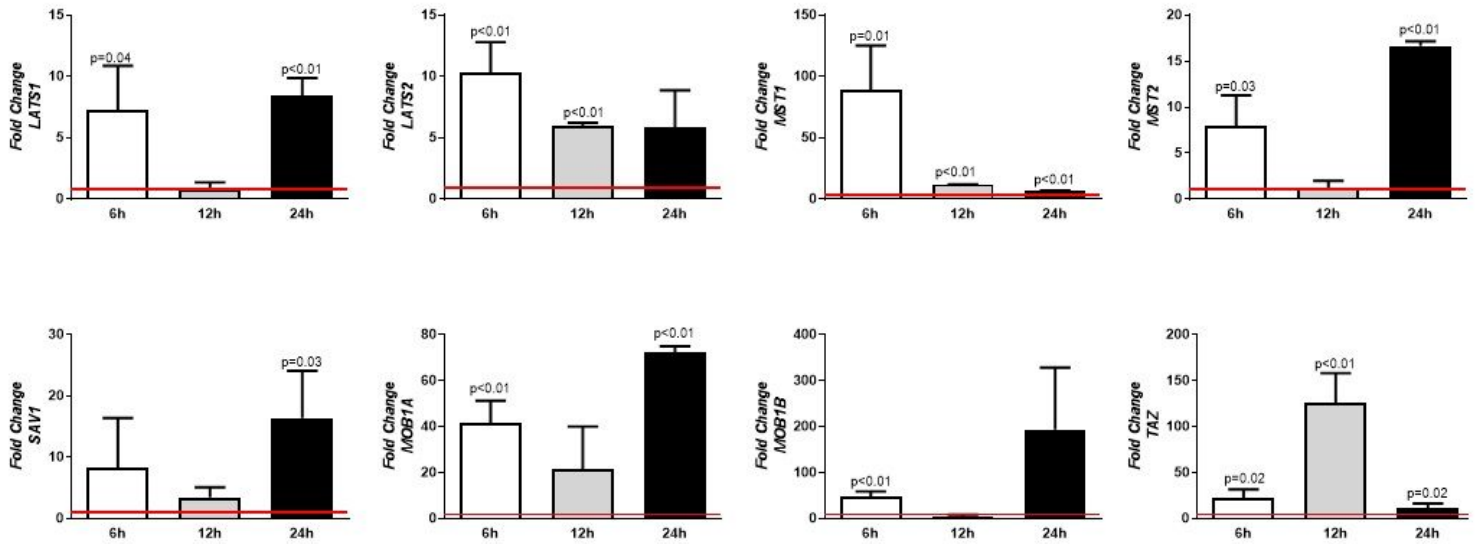 15
10
5
0
Fold Change
LATS1
p=0.04
p<0.01
6h 12h 24h
15
10
5
0
Fold Change
LATS2
p<0.01
p<0.01
6h 12h 24h
150
100
50
0
Fold Change
MST1
p=0.01
p<0.01
p<0.01
6h 12h 24h
20
15
10
5
0
Fold Change
MST2
p=0.03
p<0.01
6h 12h 24h
30
20
10
0
Fold Change
SAV1
p=0.03
6h 12h 24h
80
60
40
20
0
Fold Change
MOB1A
p<0.01
p<0.01
6h 12h 24h
400
300
200
100
0
Fold Change
MOB1B
p<0.01
6h 12h 24h
200
150
100
50
0
Fold Change
TAZ
p=0.02
p<0.01
p=0.02
6h 12h 24h